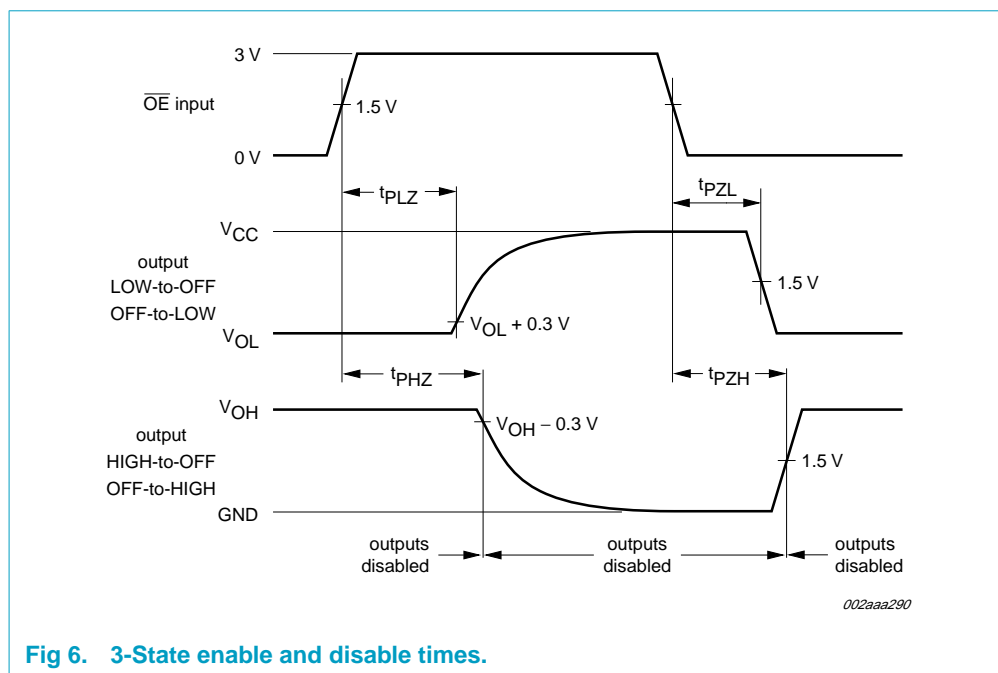 3 V
OE input
1.5 V
0 V
tPLZ
tPZL
VCC
output
LOW-to-OFF
OFF-to-LOW
1.5 V
VOL + 0.3 V
VOL
tPHZ
tPZH
VOH
VOH − 0.3 V
output
HIGH-to-OFF
OFF-to-HIGH
1.5 V
GND
outputs
disabled
outputs
disabled
outputs
disabled
002aaa290
Fig 6. 3-State enable and disable times.